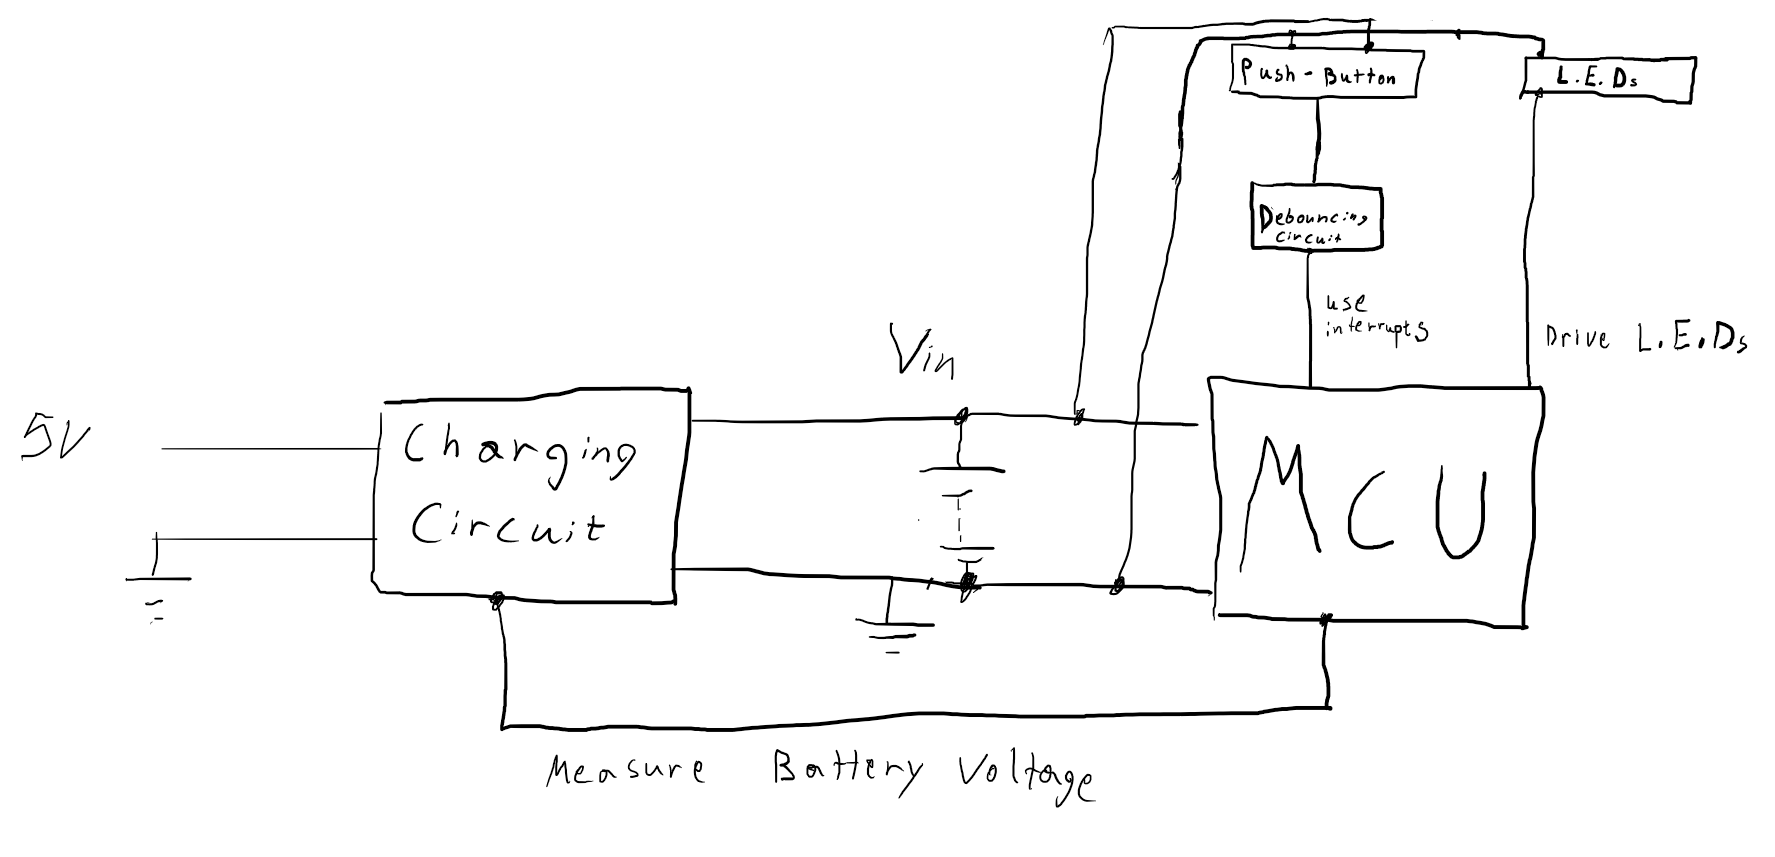 Push-Button
L.E.Ds
Debouncing
circuit
use
interrupts
Drive L.E.Ds
Vin
5V
Charging
Circuit
MCU
Measure Battery Voltage